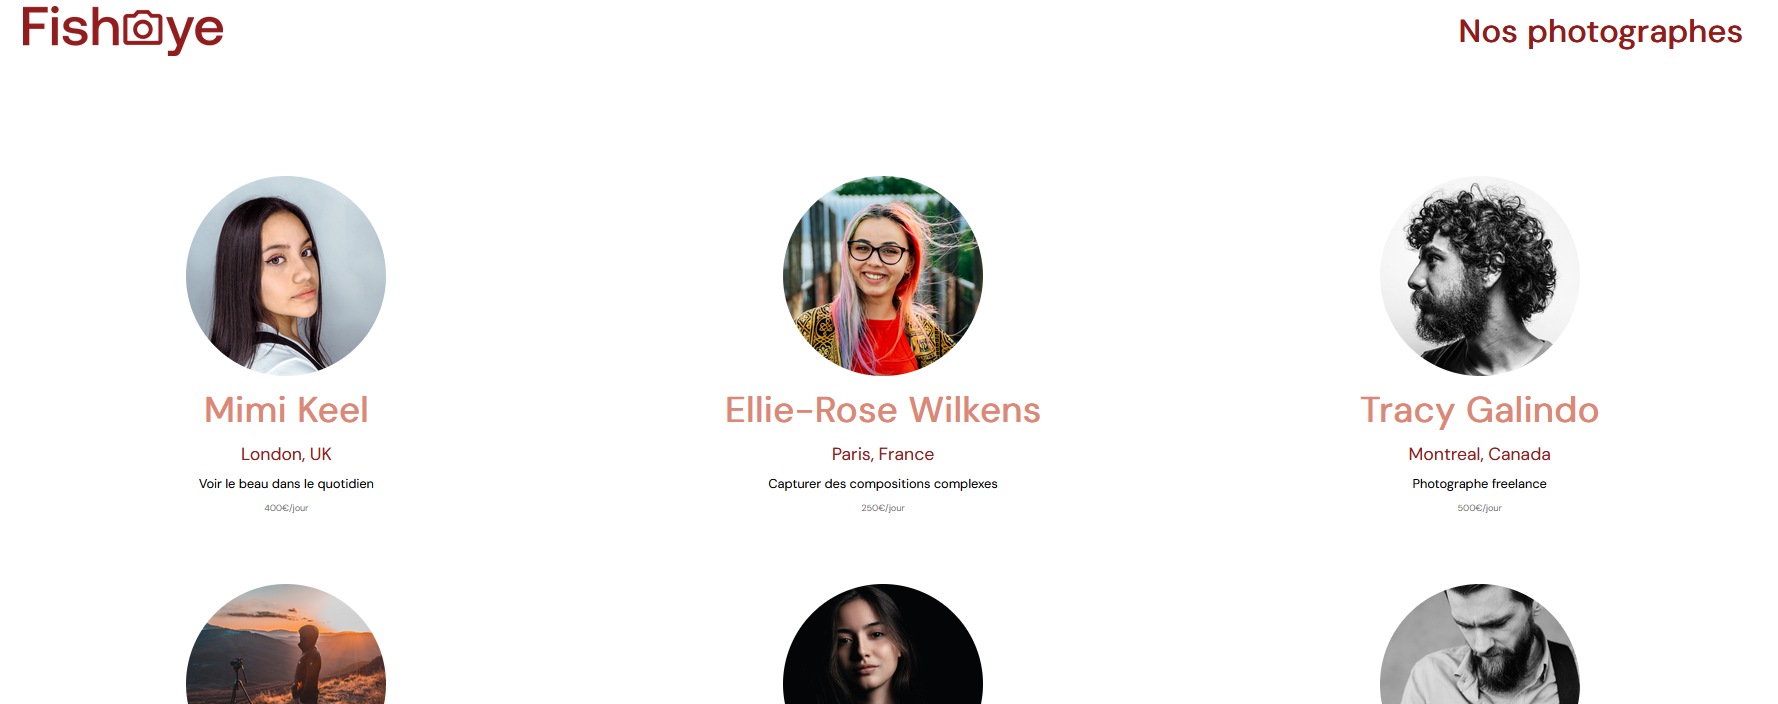 Fisheye
Nos photographes
Mimi Keel
London, UK
Voir le beau dans le quotidien
400€/jour
Ellie-Rose Wilkens
Paris, France
Capturer des compositions complexes
250€/jour
Tracy Galindo
Montreal, Canada
Photographe freelance
500€/jour